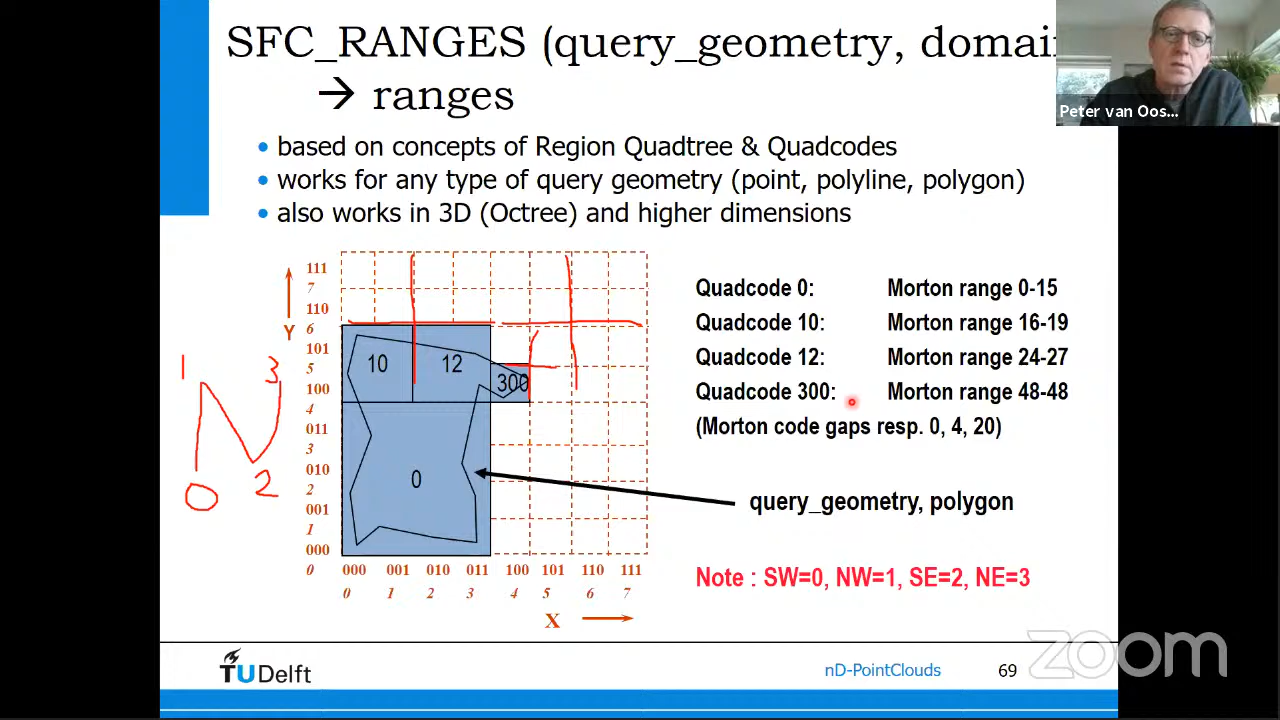 SFC_RANGES (query_geometry, domain
→ ranges
Peter van Oos...
• based on concepts of Region Quadtree & Quadcodes
• works for any type of query geometry (point, polyline, polygon)
• also works in 3D (Octree) and higher dimensions
111
7
110
6
101
5
100
4
011
3
010
2
001
1
000
0
Y
10
12
300
0
000 001 010 011 100 101 110 111
0 1 2 3 4 5 6 7
X
1 3
0 2
Quadcode 0: Morton range 0-15
Quadcode 10: Morton range 16-19
Quadcode 12: Morton range 24-27
Quadcode 300: Morton range 48-48
(Morton code gaps resp. 0, 4, 20)
query_geometry, polygon
Note : SW=0, NW=1, SE=2, NE=3
TUDelft
nD-PointClouds
69
zoom